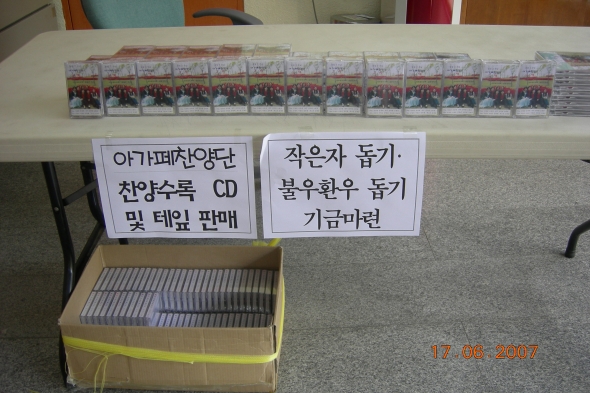 아가페찬양단
찬양수록 CD
및 테잎 판매
작은자 돕기·
불우환우 돕기
기금마련
17.06.2007